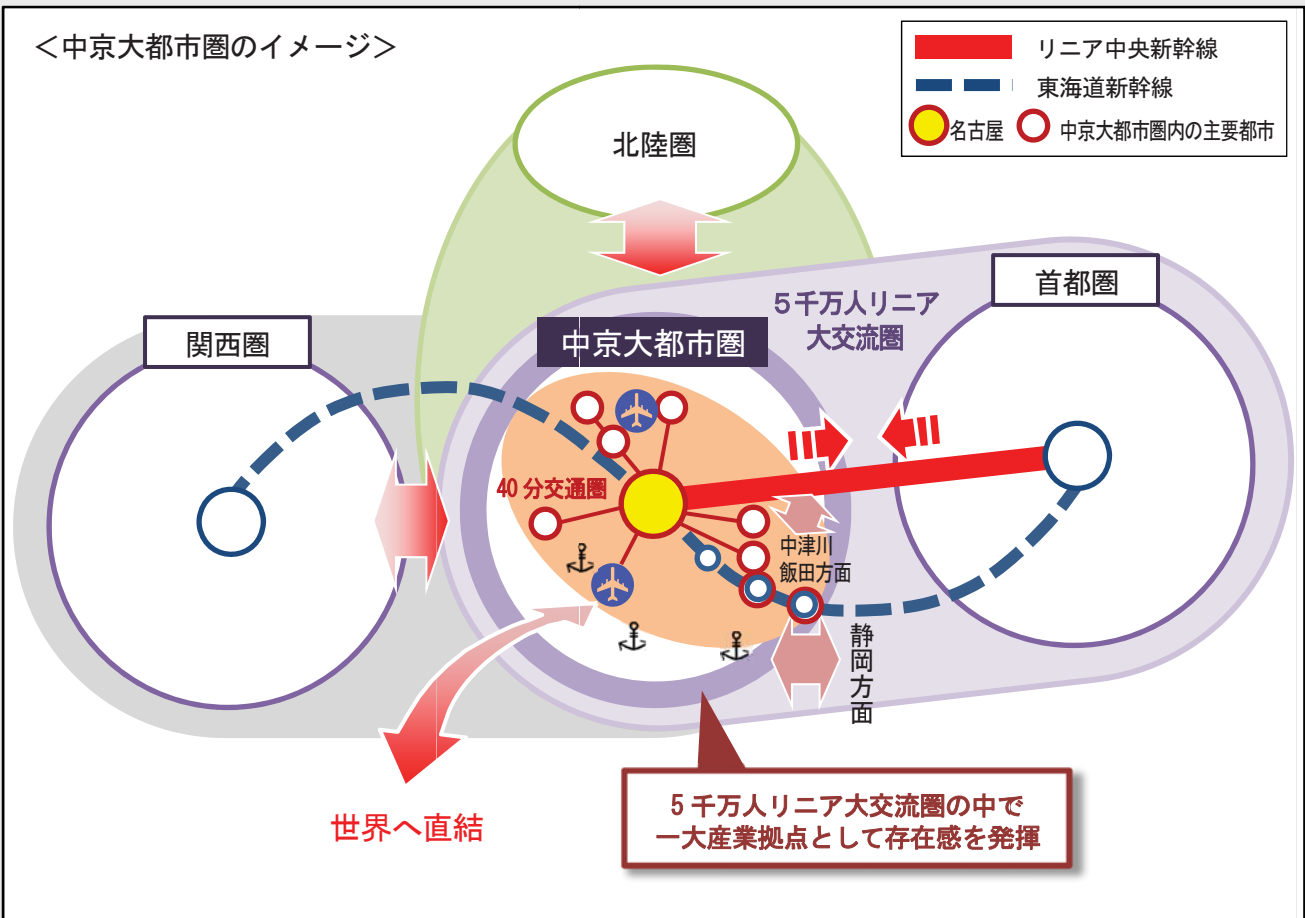 ＜中京大都市圏のイメージ＞
リニア中央新幹線
東海道新幹線
名古屋
中京大都市圏内の主要都市
北陸圏
首都圏
５千万人リニア
大交流圏
関西圏
中京大都市圏
40分交通圏
中津川
飯田方面
静岡方面
世界へ直結
５千万人リニア大交流圏の中で
一大産業拠点として存在感を発揮